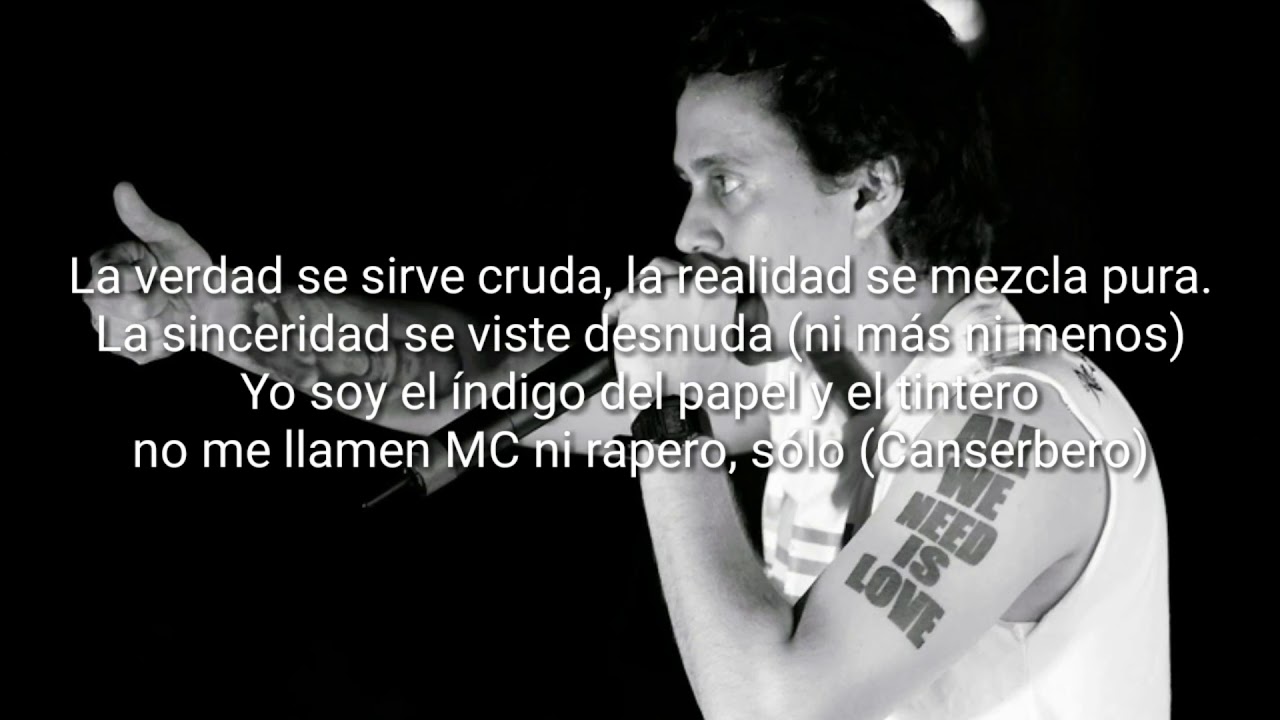 La verdad se sirve cruda, la realidad se mezcla pura.
La sinceridad se viste desnuda (ni más ni menos)
Yo soy el índigo del papel y el tintero
no me llamen MC ni rapero, sólo (Canserbero)
ALL
WE
NEED
IS
LOVE